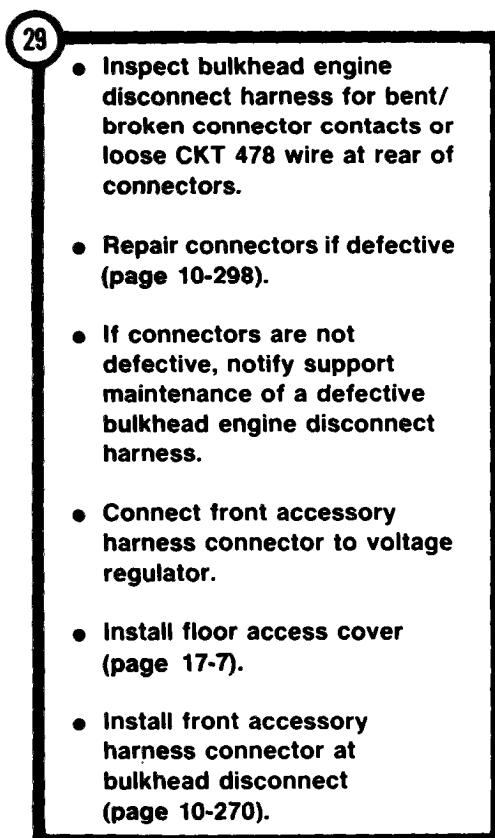 29
● Inspect bulkhead engine
disconnect harness for bent/
broken connector contacts or
loose CKT 478 wire at rear of
connectors.
● Repair connectors if defective
(page 10-298).
● If connectors are not
defective, notify support
maintenance of a defective
bulkhead engine disconnect
harness.
● Connect front accessory
harness connector to voltage
regulator.
● Install floor access cover
(page 17-7).
● Install front accessory
harness connector at
bulkhead disconnect
(page 10-270).